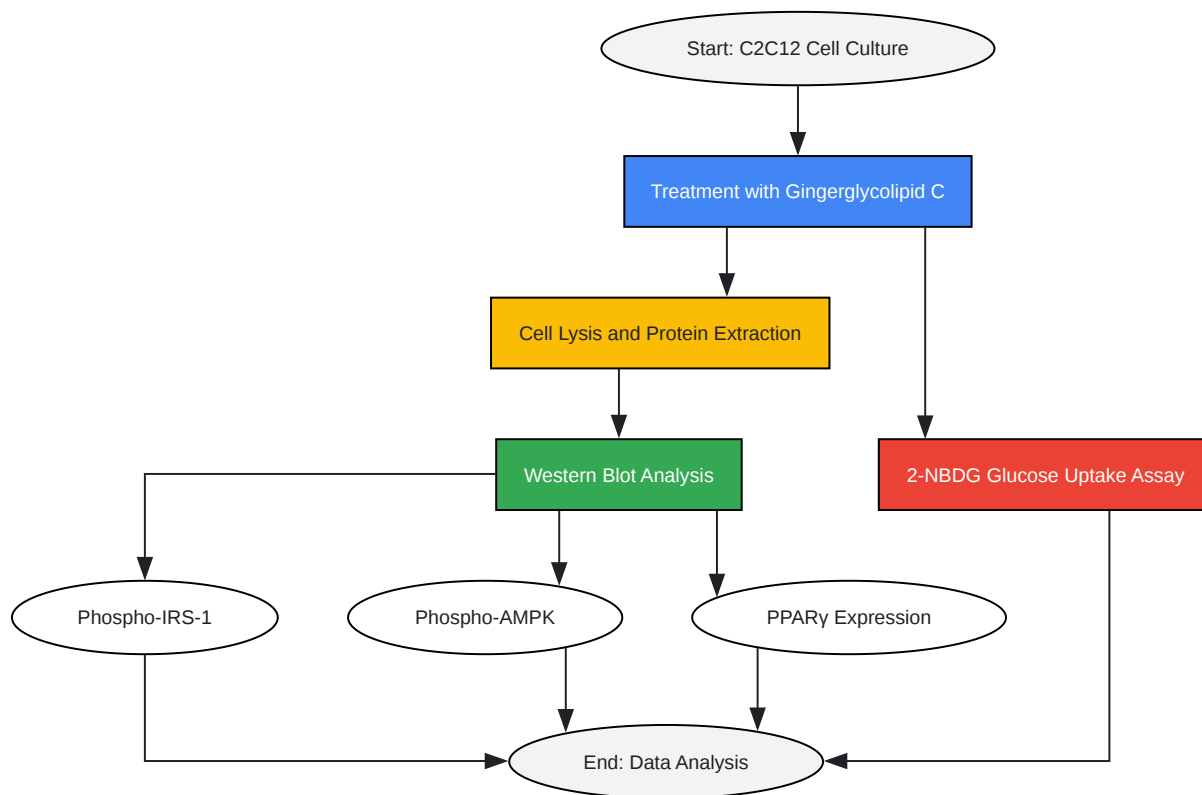 Start: C2C12 Cell Culture
Treatment with Gingerglycolipid C
Cell Lysis and Protein Extraction
Western Blot Analysis
2-NBDG Glucose Uptake Assay
Phospho-IRS-1
Phospho-AMPK
PPARγ Expression
End: Data Analysis